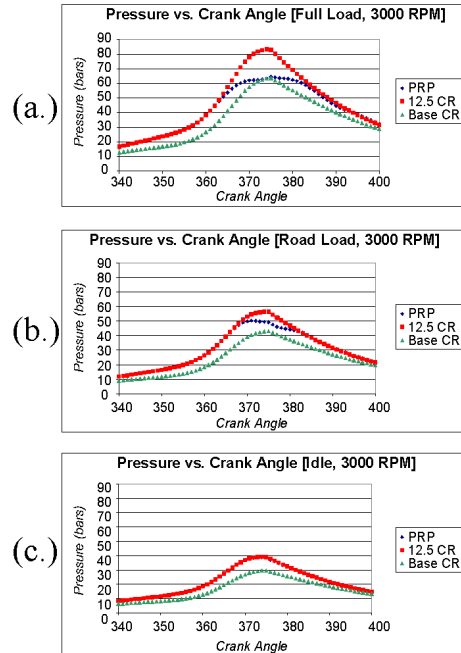 (a.)
Pressure vs. Crank Angle [Full Load, 3000 RPM]
Pressure (bars)
90
80
70
60
50
40
30
20
10
0
340 350 360 370 380 390 400
Crank Angle
PRP
12.5 CR
Base CR
(b.)
Pressure vs. Crank Angle [Road Load, 3000 RPM]
Pressure (bars)
90
80
70
60
50
40
30
20
10
0
340 350 360 370 380 390 400
Crank Angle
PRP
12.5 CR
Base CR
(c.)
Pressure vs. Crank Angle [Idle, 3000 RPM]
Pressure (bars)
90
80
70
60
50
40
30
20
10
0
340 350 360 370 380 390 400
Crank Angle
PRP
12.5 CR
Base CR